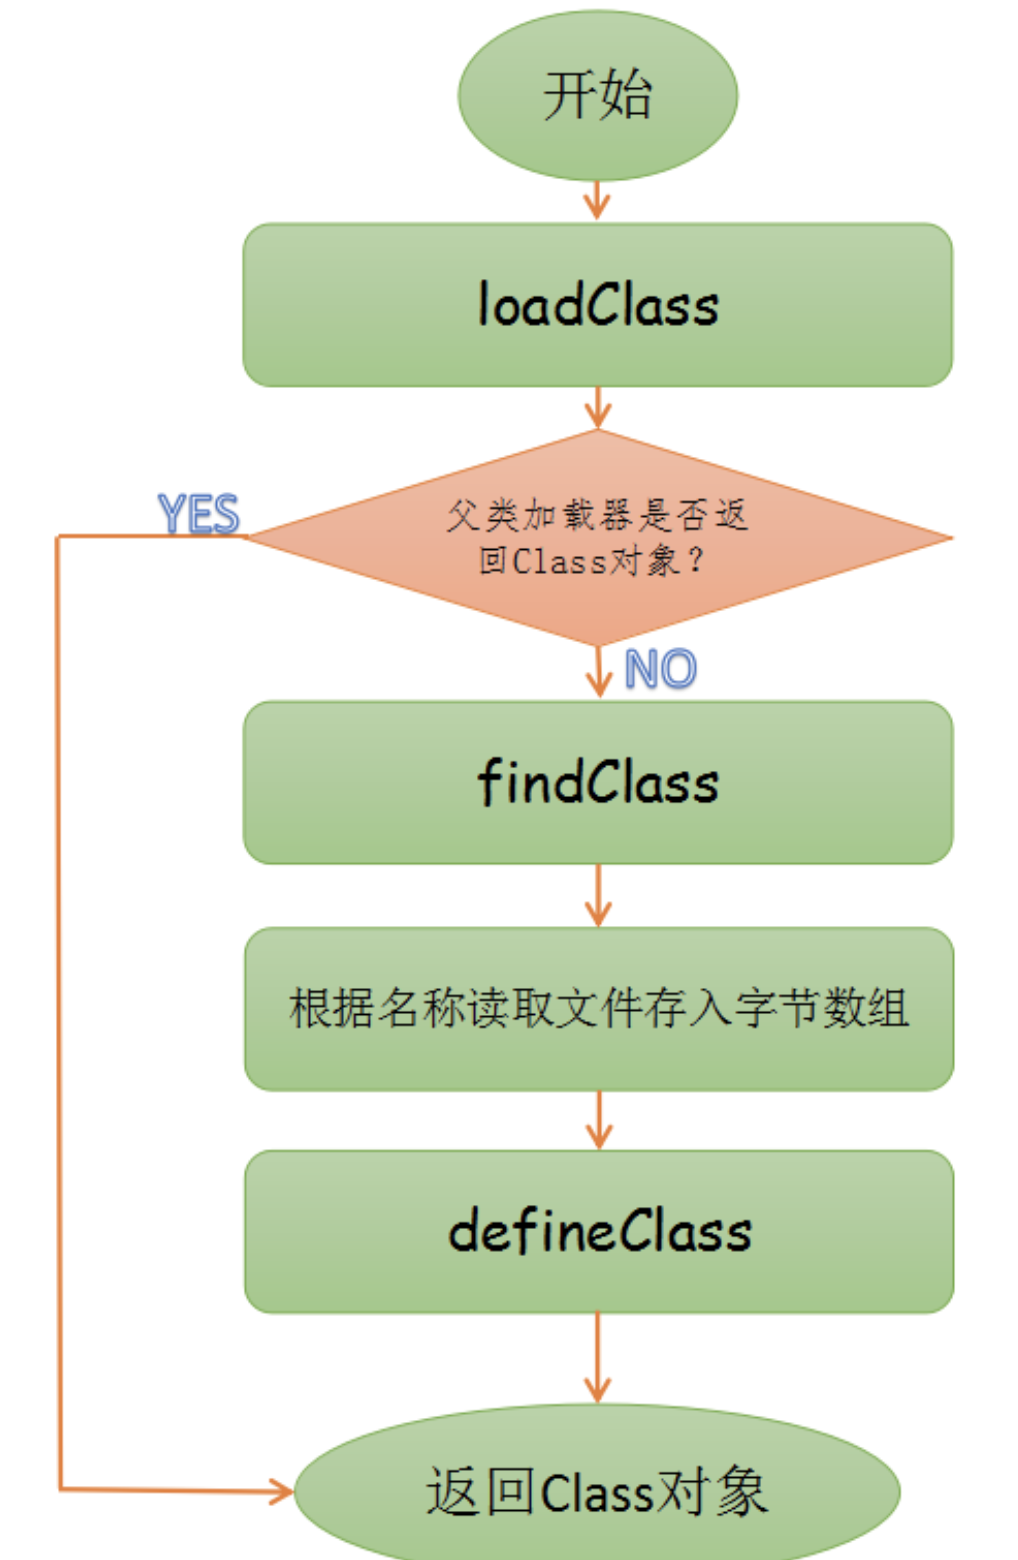 开始
loadClass
YES
父类加载器是否返
回Class对象？
NO
findClass
根据名称读取文件存入字节数组
defineClass
返回Class对象